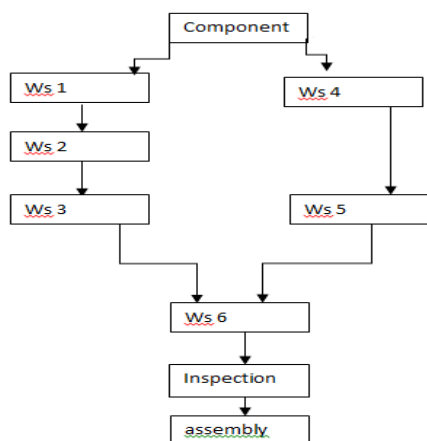 Component
Ws 1
Ws 4
Ws 2
Ws 3
Ws 5
Ws 6
Inspection
assembly